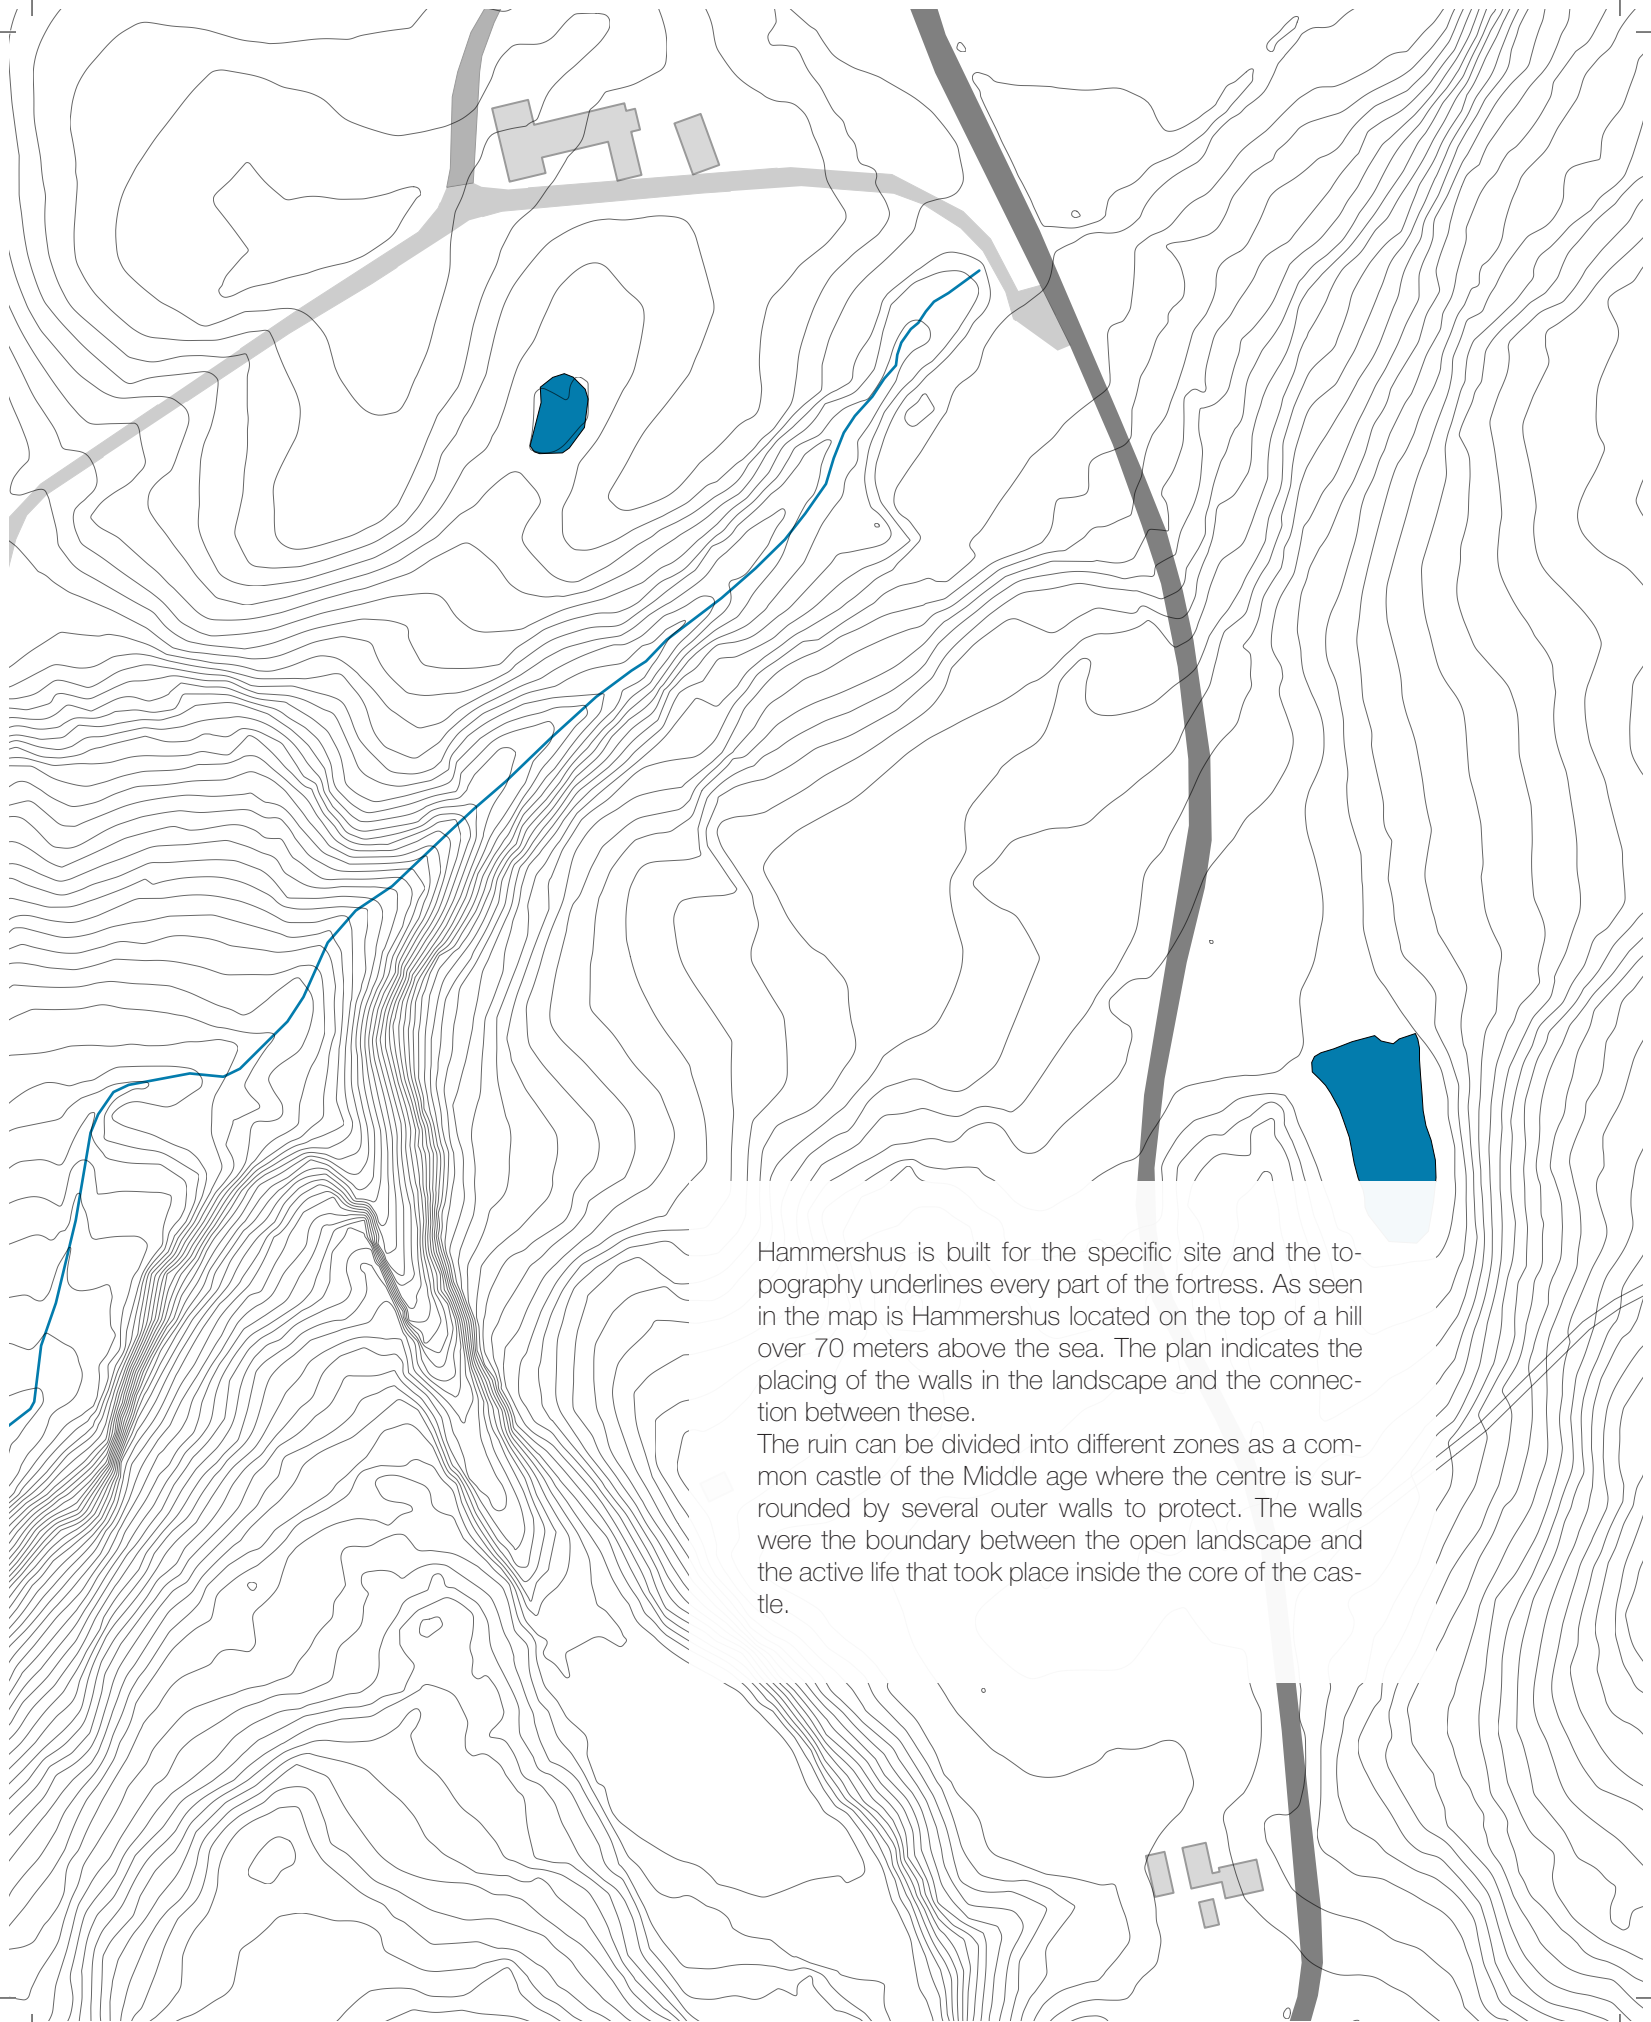 Hammershus is built for the specific site and the to-
pography underlines every part of the fortress. As seen
in the map is Hammershus located on the top of a hill
over 70 meters above the sea. The plan indicates the
placing of the walls in the landscape and the connec-
tion between these.
The ruin can be divided into different zones as a com-
mon castle of the Middle age where the centre is sur-
rounded by several outer walls to protect. The walls
were the boundary between the open landscape and
the active life that took place inside the core of the cas-
tle.